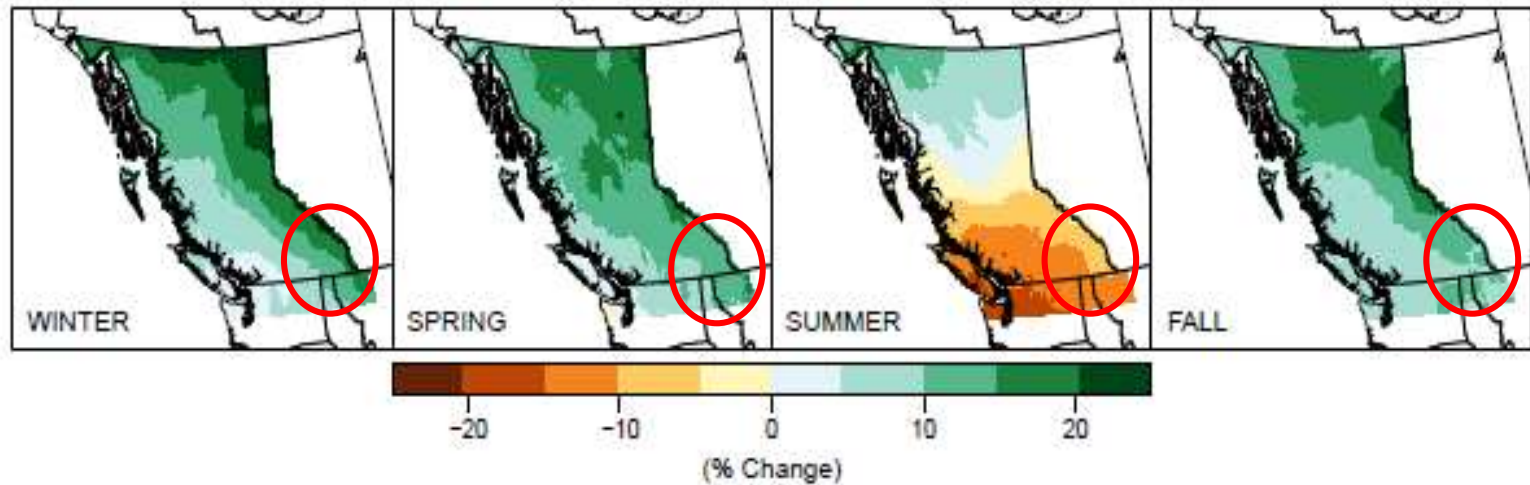 WINTER
SPRING
SUMMER
FALL
−20
−10
0
10
20
(% Change)